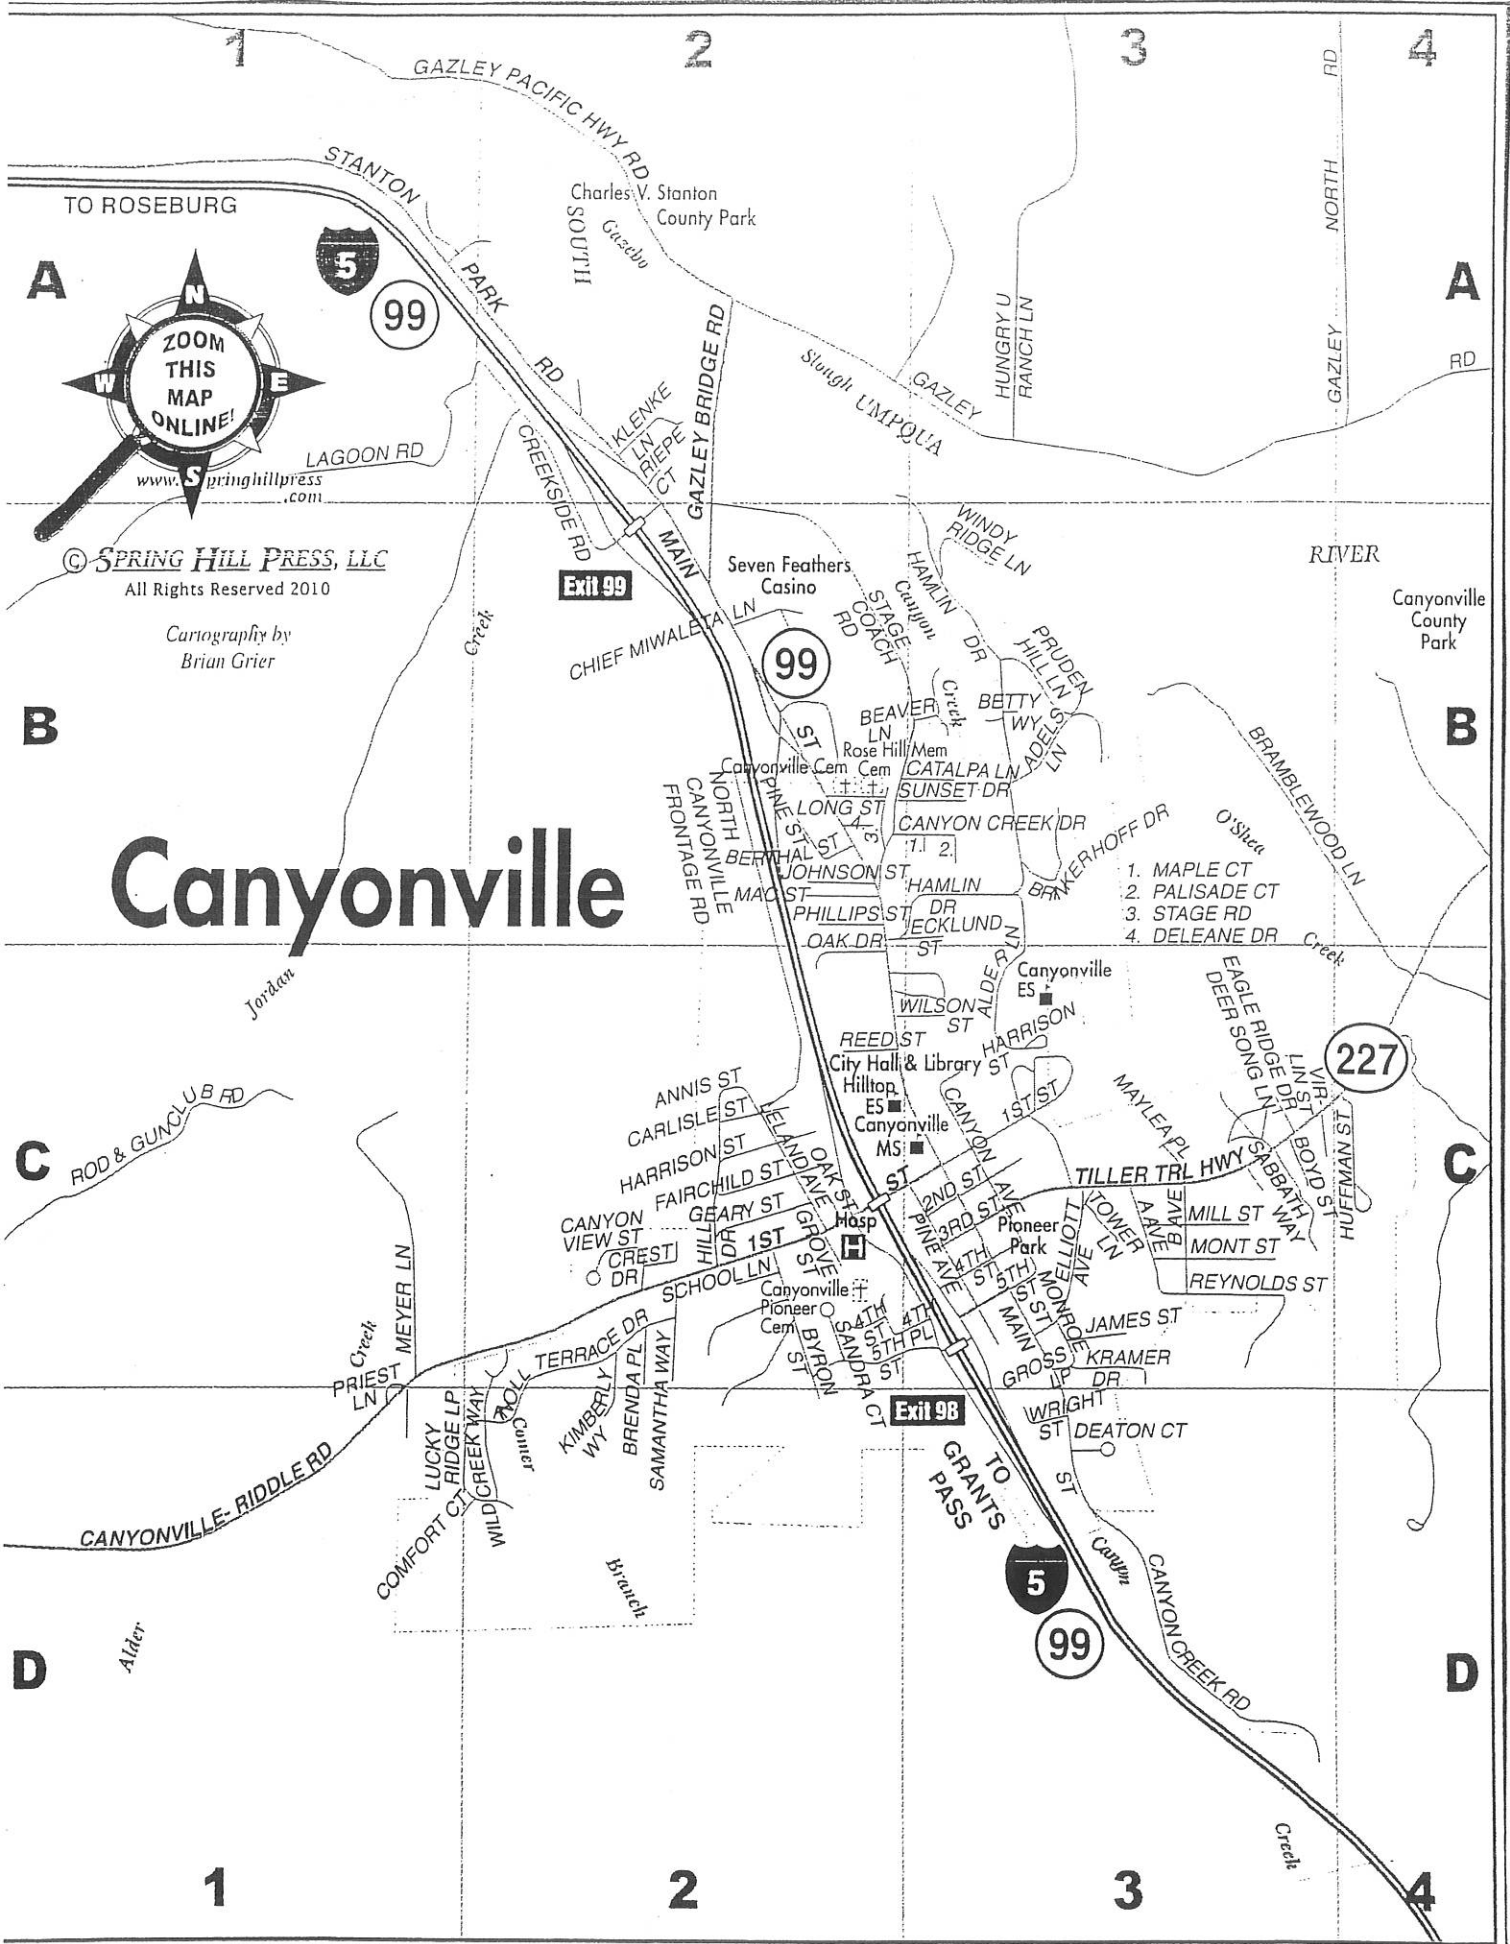 1
2
3
4
GAZLEY PACIFIC HWY RD
STANTON
PARK
RD
TO ROSEBURG
Charles V. Stanton
County Park
SOUTH
Gazebo
NORTH RD
GAZLEY
A
5
99
A
N
W
E
S
ZOOM
THIS
MAP
ONLINE!
www.Springhillpress
.com
LAGOON RD
CREEKSIDE RD
KLENKE
LN
RIEPE
CT
GAZLEY BRIDGE RD
Slough
UMPQUA
GAZLEY
RD
HUNGRY U
RANCH LN
© SPRING HILL PRESS, LLC
All Rights Reserved 2010
Cartography by
Brian Grier
Exit 99
MAIN
Seven Feathers
Casino
CHIEF MIWALETA LN
Creek
99
STAGE
COACH
RD
Canyon
HAMLIN
DR
WINDY
RIDGE LN
RIVER
Canyonville
County
Park
PRUDEN
HILL LN
B
B
ST
BEAVER
LN
Creek
BETTY
WY
ADELS
LN
Rose Hill Mem
Cem
Canyonville Cem
CATALPA LN
SUNSET DR
BRAMBLEWOOD LN
NORTH
CANYONVILLE
FRONTAGE RD
PINE ST
LONG ST
4.
3.
CANYON CREEK DR
1.
2.
BERTHAL ST
JOHNSON ST
MAC ST
HAMLIN
DR
BRAKERHOFF DR
O'Shea
Creek
PHILLIPS ST
ECKLUND
ST
OAK DR
1. MAPLE CT
2. PALISADE CT
3. STAGE RD
4. DELEANE DR
Canyonville
Jordan
ALDER LN
Canyonville
ES
WILSON
ST
REED ST
HARRISON
ST
City Hall & Library
Hilltop
ES
Canyonville
MS
EAGLE RIDGE DR
DEER SONG LN
227
VIR-
LIN ST
HUFFMAN ST
BOYD ST
SABBATH
WAY
MAYLEA PL
TILLER TRL HWY
ROD & GUNCLUB RD
C
C
ANNIS ST
CARLISLE ST
HARRISON ST
FAIRCHILD ST
GEARY ST
LELAND AVE
OAK ST
CANYON
AVE
1ST ST
1ST
ST
2ND ST
3RD ST
4TH
ST
5TH
ST
PINE AVE
Pioneer
Park
ELLIOTT
AVE
TOWER
LN
A AVE
B AVE
MILL ST
MONT ST
REYNOLDS ST
Hosp
H
CANYON
VIEW ST
CREST
DR
HILL
DR
GROVE
ST
SCHOOL LN
Canyonville
Pioneer
Cem
4TH
ST
4TH
PL
5TH
ST
BYRON
ST
SANDRA CT
MAIN
ST
MONROE
JAMES ST
GROSS
LP
KRAMER
DR
MEYER LN
Creek
PRIEST
LN
TERRACE DR
KIMBERLY
WY
BRENDA PL
SAMANTHA WAY
Exit 98
WRIGHT
ST
DEATON CT
ST
LUCKY
RIDGE LP
WILD CREEK WAY
Comer
COMFORT CT
CANYONVILLE-RIDDLE RD
TO
GRANTS
PASS
5
99
Canyon
CANYON CREEK RD
Alder
Branch
D
D
Creek
1
2
3
4